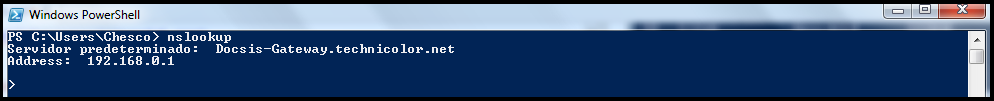 Windows PowerShell
PS C:\Users\Chesco> nslookup
Servidor predeterminado:  Docsis-Gateway.technicolor.net
Address:  192.168.0.1
>